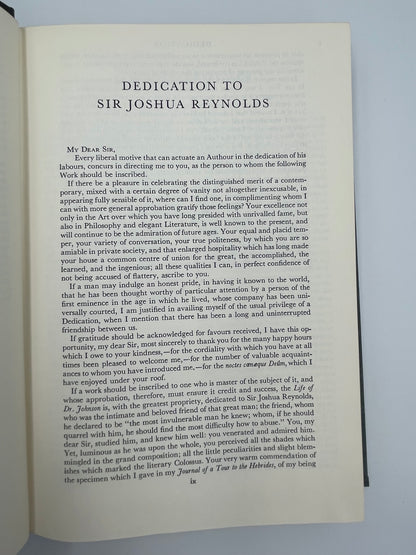 DEDICATION TO
SIR JOSHUA REYNOLDS
MY DEAR SIR,
Every liberal motive that can actuate an Authour in the dedication of his
labours, concurs in directing me to you, as the person to whom the following
Work should be inscribed.
If there be a pleasure in celebrating the distinguished merit of a contem-
porary, mixed with a certain degree of vanity not altogether inexcusable, in
appearing fully sensible of it, where can I find one, in complimenting whom I
can with more general approbation gratify those feelings? Your excellence not
only in the Art over which you have long presided with unrivalled fame, but
also in Philosophy and elegant Literature, is well known to the present, and
will continue to be the admiration of future ages. Your equal and placid tem-
per, your variety of conversation, your true politeness, by which you are so
amiable in private society, and that enlarged hospitality which has long made
your house a common centre of union for the great, the accomplished, the
learned, and the ingenious; all these qualities I can, in perfect confidence of
not being accused of flattery, ascribe to you.
If a man may indulge an honest pride, in having it known to the world,
that he has been thought worthy of particular attention by a person of the
first eminence in the age in which he lived, whose company has been uni-
versally courted, I am justified in availing myself of the usual privilege of a
Dedication, when I mention that there has been a long and uninterrupted
friendship between us.
If gratitude should be acknowledged for favours received, I have this op-
portunity, my dear Sir, most sincerely to thank you for the many happy hours
which I owe to your kindness,—for the cordiality with which you have at all
times been pleased to welcome me,—for the number of valuable acquaint-
ances to whom you have introduced me,—for the noctes cœnæque Deûm, which I
have enjoyed under your roof.
If a work should be inscribed to one who is master of the subject of it, and
whose approbation, therefore, must ensure it credit and success, the Life of
Dr. Johnson is, with the greatest propriety, dedicated to Sir Joshua Reynolds,
who was the intimate and beloved friend of that great man; the friend, whom
he declared to be "the most invulnerable man he knew; whom, if he should
quarrel with him, he should find the most difficulty how to abuse." You, my
dear Sir, studied him, and knew him well: you venerated and admired him.
Yet, luminous as he was upon the whole, you perceived all the shades which
mingled in the grand composition; all the little peculiarities and slight blem-
ishes which marked the literary Colossus. Your very warm commendation of
the specimen which I gave in my Journal of a Tour to the Hebrides, of my being
ix